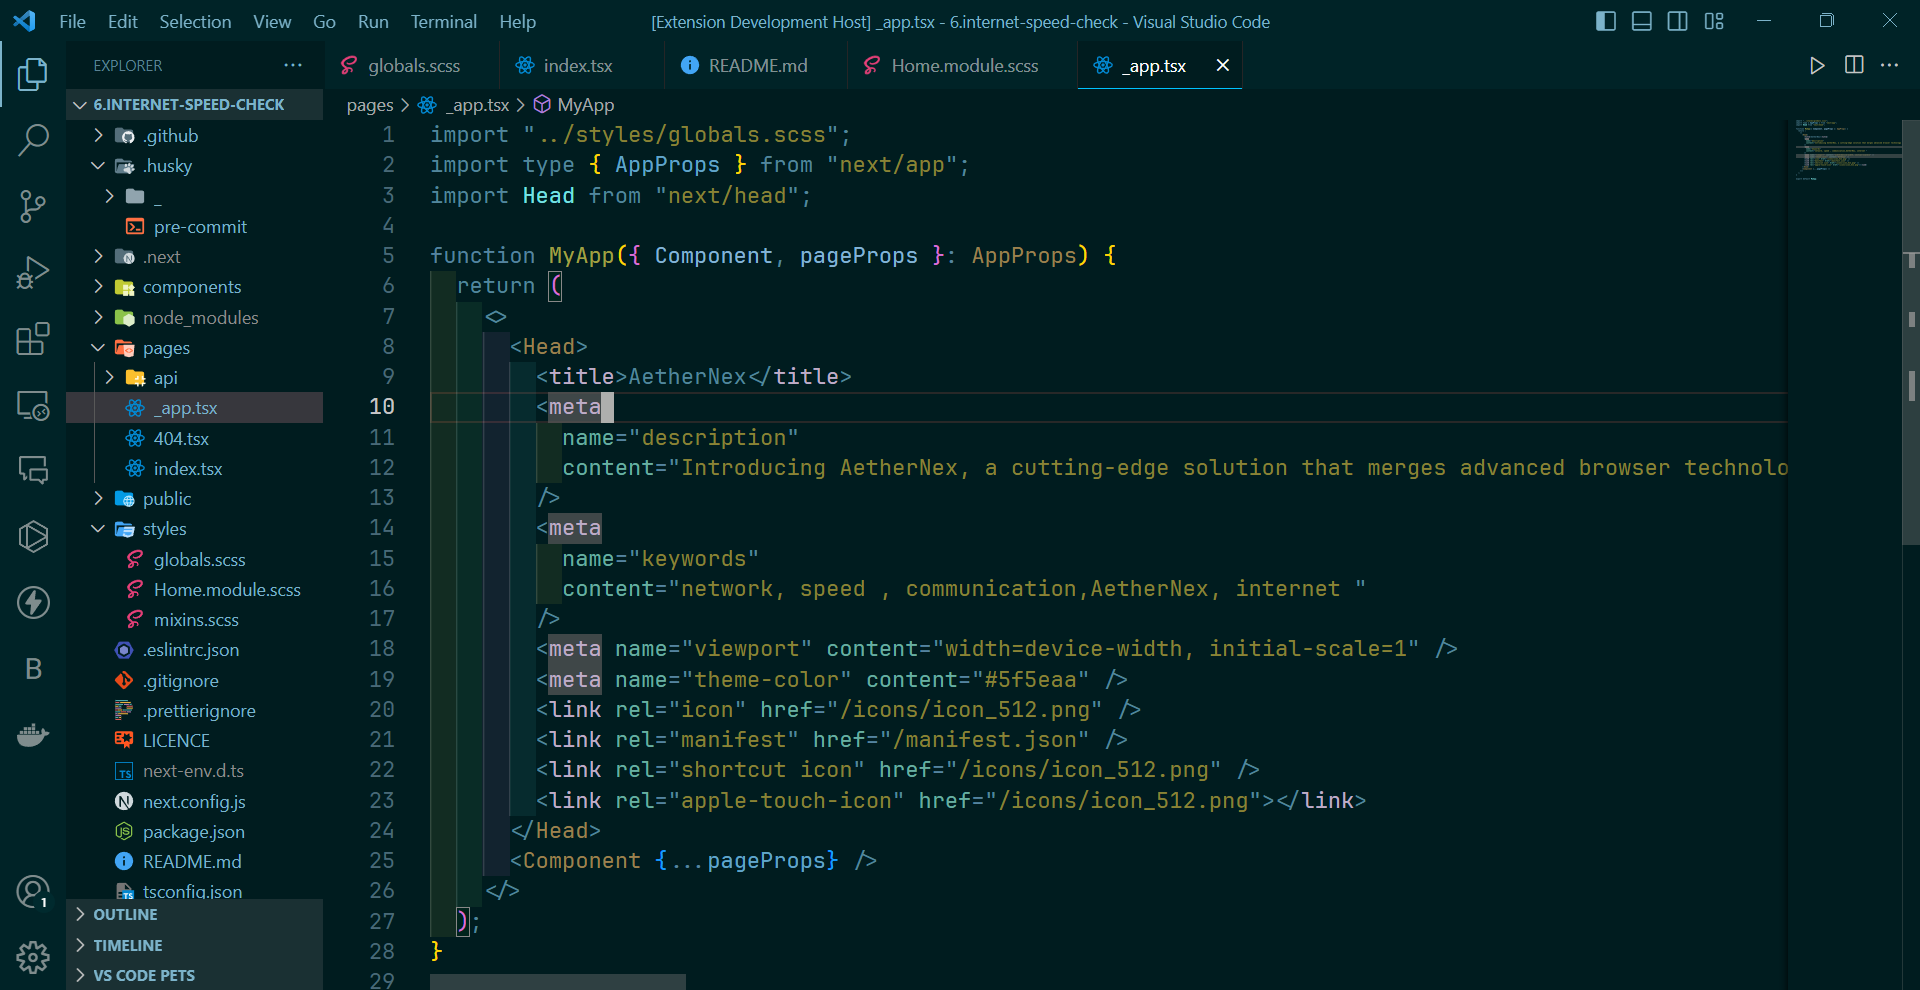 File Edit Selection View Go Run Terminal Help
[Extension Development Host] _app.tsx - 6.internet-speed-check - Visual Studio Code
EXPLORER
globals.scss
index.tsx
README.md
Home.module.scss
_app.tsx
6.INTERNET-SPEED-CHECK
.github
.husky
_
pre-commit
.next
components
node_modules
pages
api
_app.tsx
404.tsx
index.tsx
public
styles
globals.scss
Home.module.scss
mixins.scss
.eslintrc.json
.gitignore
.prettierignore
LICENCE
next-env.d.ts
next.config.js
package.json
README.md
tsconfig.json
OUTLINE
TIMELINE
VS CODE PETS
B
1
pages > _app.tsx > MyApp
1 import "../styles/globals.scss";
2 import type { AppProps } from "next/app";
3 import Head from "next/head";
4
5 function MyApp({ Component, pageProps }: AppProps) {
6 return (
7 <>
8 <Head>
9 <title>AetherNex</title>
10 <meta
11 name="description"
12 content="Introducing AetherNex, a cutting-edge solution that merges advanced browser technolo
13 />
14 <meta
15 name="keywords"
16 content="network, speed , communication,AetherNex, internet "
17 />
18 <meta name="viewport" content="width=device-width, initial-scale=1" />
19 <meta name="theme-color" content="#5f5eaa" />
20 <link rel="icon" href="/icons/icon_512.png" />
21 <link rel="manifest" href="/manifest.json" />
22 <link rel="shortcut icon" href="/icons/icon_512.png" />
23 <link rel="apple-touch-icon" href="/icons/icon_512.png"></link>
24 </Head>
25 <Component {...pageProps} />
26 </>
27 );
28 }
29